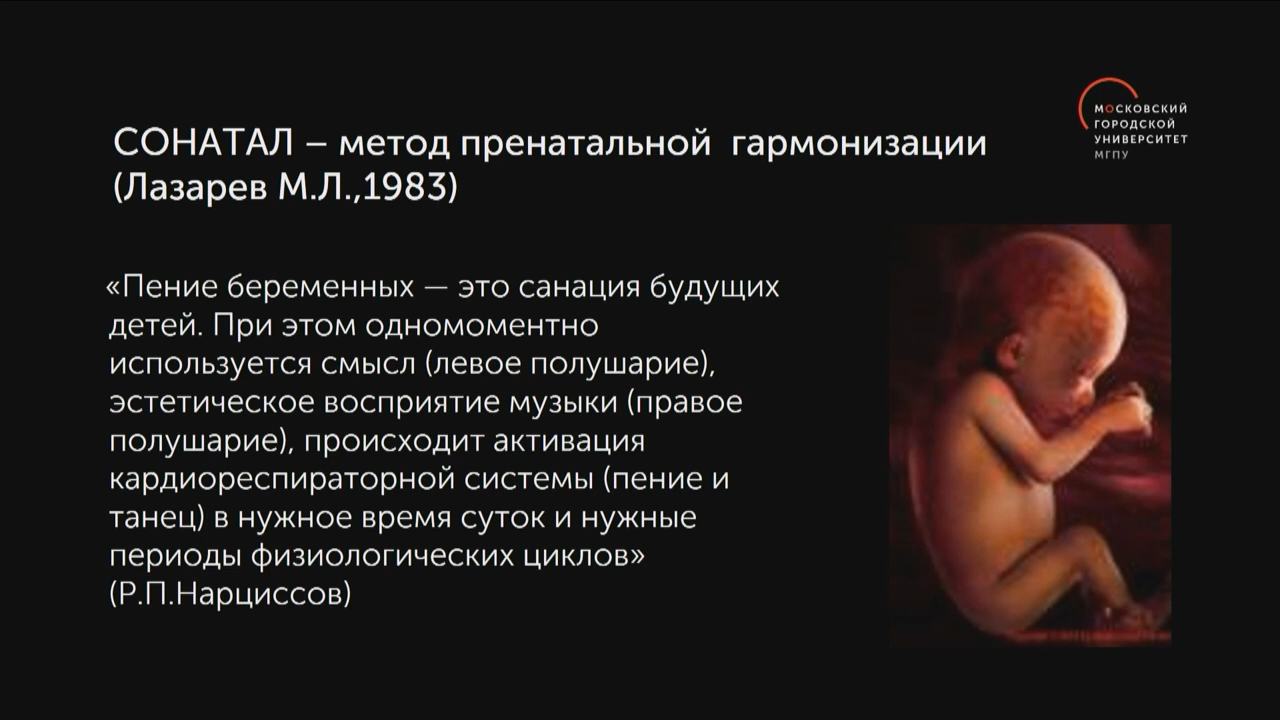 МОСКОВСКИЙ
ГОРОДСКОЙ
УНИВЕРСИТЕТ
МГПУ
СОНАТАЛ – метод пренатальной  гармонизации
(Лазарев М.Л.,1983)
«Пение беременных — это санация будущих
детей. При этом одномоментно
используется смысл (левое полушарие),
эстетическое восприятие музыки (правое
полушарие), происходит активация
кардиореспираторной системы (пение и
танец) в нужное время суток и нужные
периоды физиологических циклов»
(Р.П.Нарциссов)